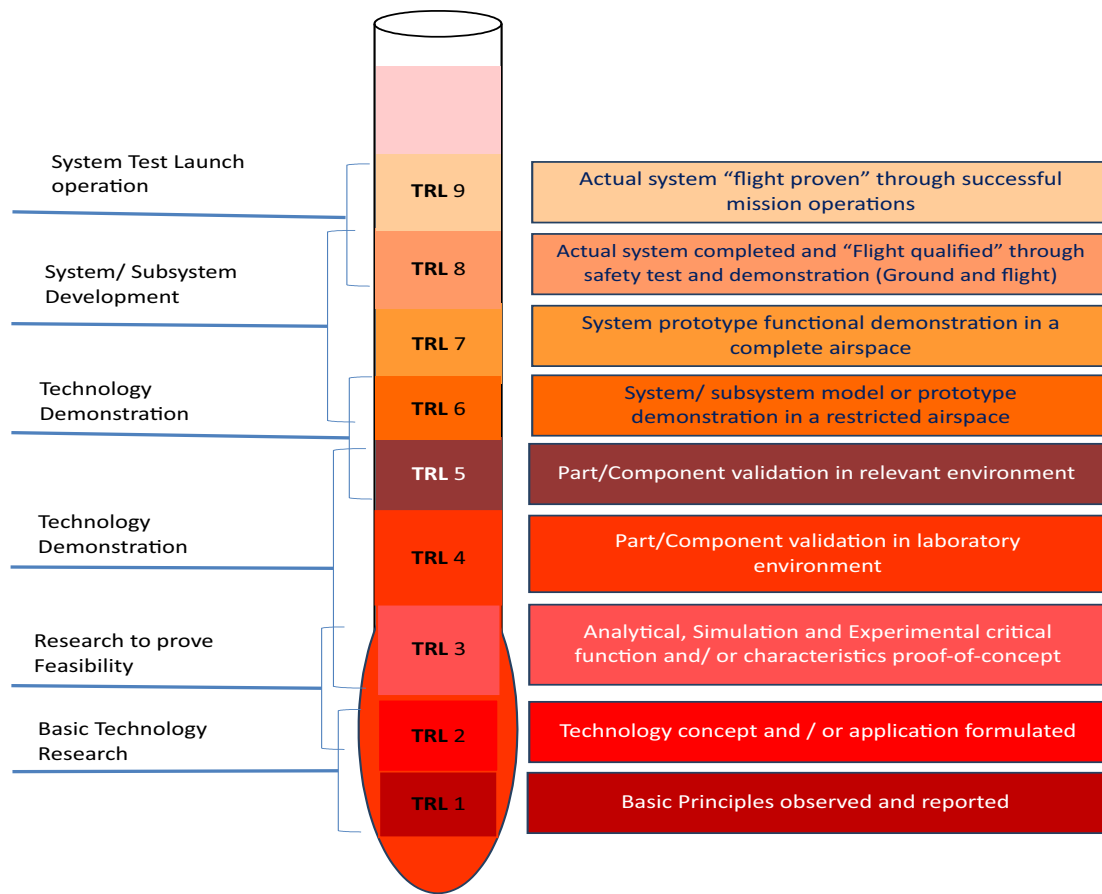 System Test Launch
operation
System/ Subsystem
Development
Technology
Demonstration
Technology
Demonstration
Research to prove
Feasibility
Basic Technology
Research
TRL 9
TRL 8
TRL 7
TRL 6
TRL 5
TRL 4
TRL 3
TRL 2
TRL 1
Actual system “flight proven” through successful
mission operations
Actual system completed and “Flight qualified” through
safety test and demonstration (Ground and flight)
System prototype functional demonstration in a
complete airspace
System/ subsystem model or prototype
demonstration in a restricted airspace
Part/Component validation in relevant environment
Part/Component validation in laboratory
environment
Analytical, Simulation and Experimental critical
function and/ or characteristics proof-of-concept
Technology concept and / or application formulated
Basic Principles observed and reported